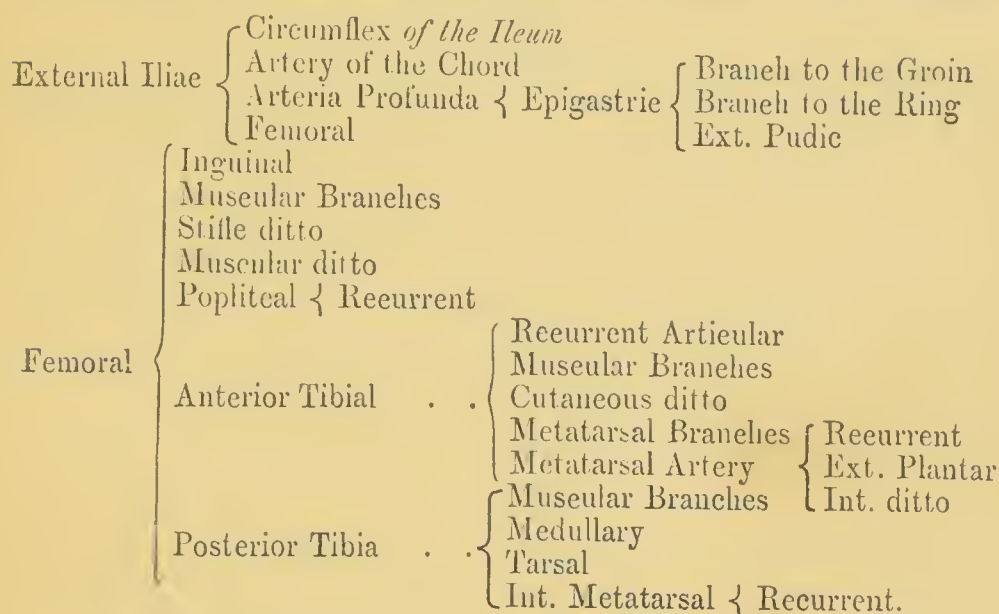 Circumflex of the Ileum
External Iliac { Artery of the Chord
Arteria Profunda { Epigastric { Branch to the Groin
Branch to the Ring
Ext. Pudic
Femoral
Inguinal
Muscular Branches
Stifle ditto
Muscular ditto
Popliteal { Recurrent
Femoral
Anterior Tibial . . { Recurrent Articular
Muscular Branches
Cutaneous ditto
Metatarsal Branches
Metatarsal Artery { Recurrent
Ext. Plantar
Int. ditto
Posterior Tibia . . { Muscular Branches
Medullary
Tarsal
Int. Metatarsal { Recurrent.